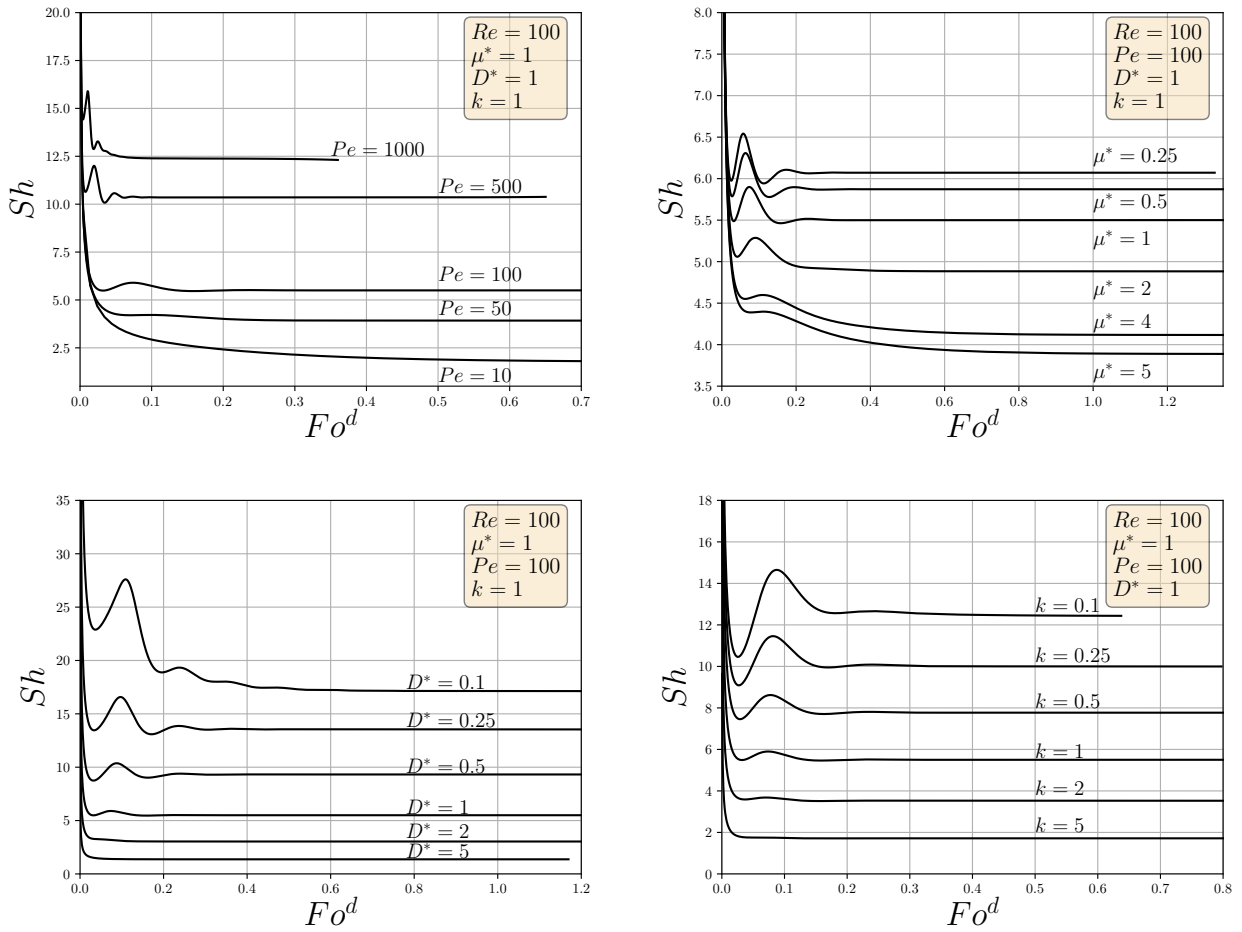 20.0
17.5
15.0
12.5
10.0
7.5
5.0
2.5
Sh
Re = 100
μ* = 1
D* = 1
k = 1
Pe = 1000
Pe = 500
Pe = 100
Pe = 50
Pe = 10
0.0 0.1 0.2 0.3 0.4 0.5 0.6 0.7
Fo^d
8.0
7.5
7.0
6.5
6.0
5.5
5.0
4.5
4.0
3.5
Sh
Re = 100
Pe = 100
D* = 1
k = 1
μ* = 0.25
μ* = 0.5
μ* = 1
μ* = 2
μ* = 4
μ* = 5
0.0 0.2 0.4 0.6 0.8 1.0 1.2
Fo^d
35
30
25
20
15
10
5
0
Sh
Re = 100
μ* = 1
Pe = 100
k = 1
D* = 0.1
D* = 0.25
D* = 0.5
D* = 1
D* = 2
D* = 5
0.0 0.2 0.4 0.6 0.8 1.0 1.2
Fo^d
18
16
14
12
10
8
6
4
2
0
Sh
Re = 100
μ* = 1
Pe = 100
D* = 1
k = 0.1
k = 0.25
k = 0.5
k = 1
k = 2
k = 5
0.0 0.1 0.2 0.3 0.4 0.5 0.6 0.7 0.8
Fo^d